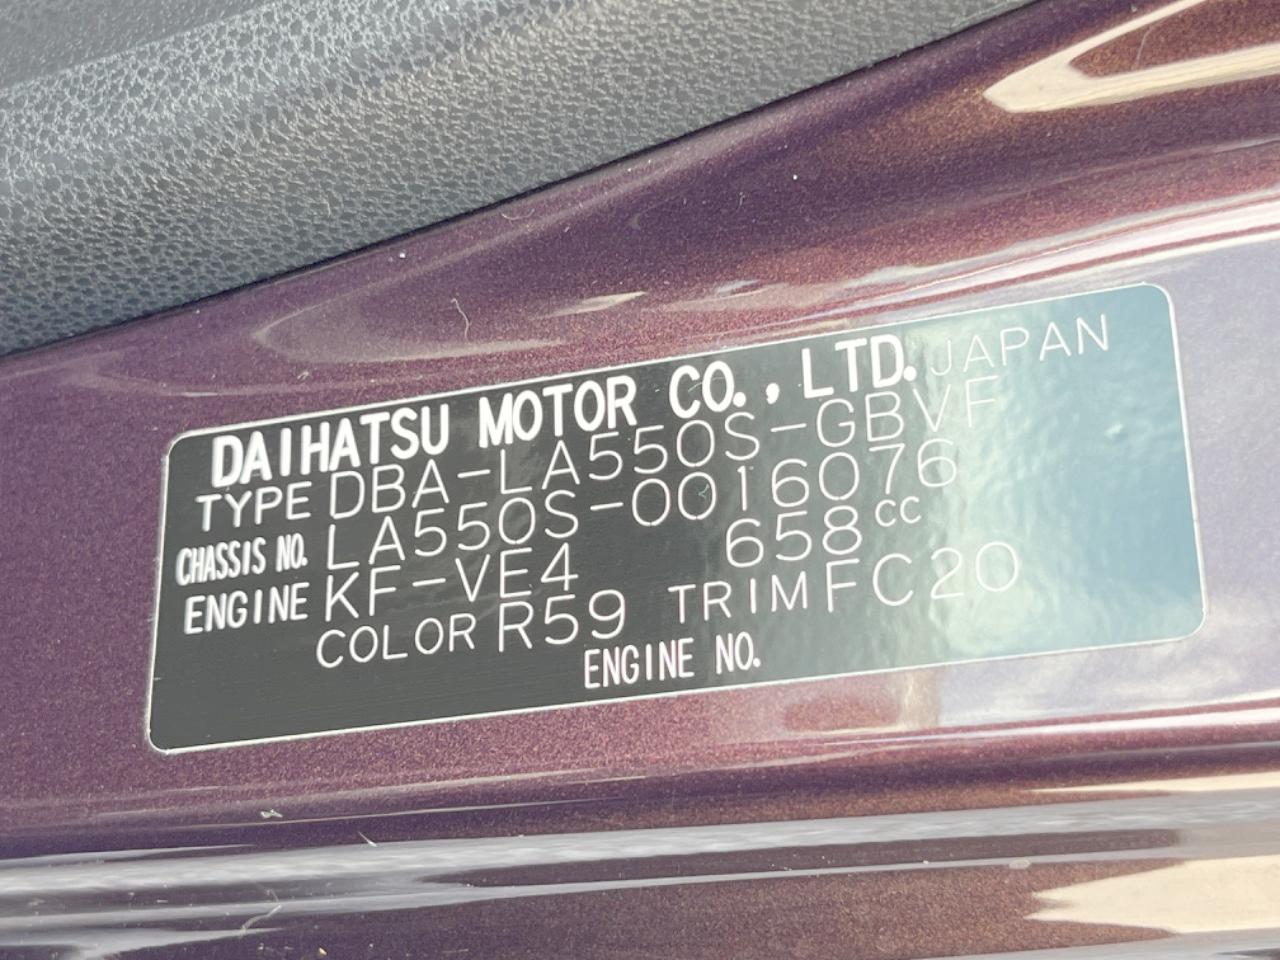 DAIHATSU MOTOR CO., LTD. JAPAN
TYPE DBA-LA550S-GBVF
CHASSIS NO. LA550S-0016076
ENGINE KF-VE4 658cc
COLOR R59 TRIM FC20
ENGINE NO.